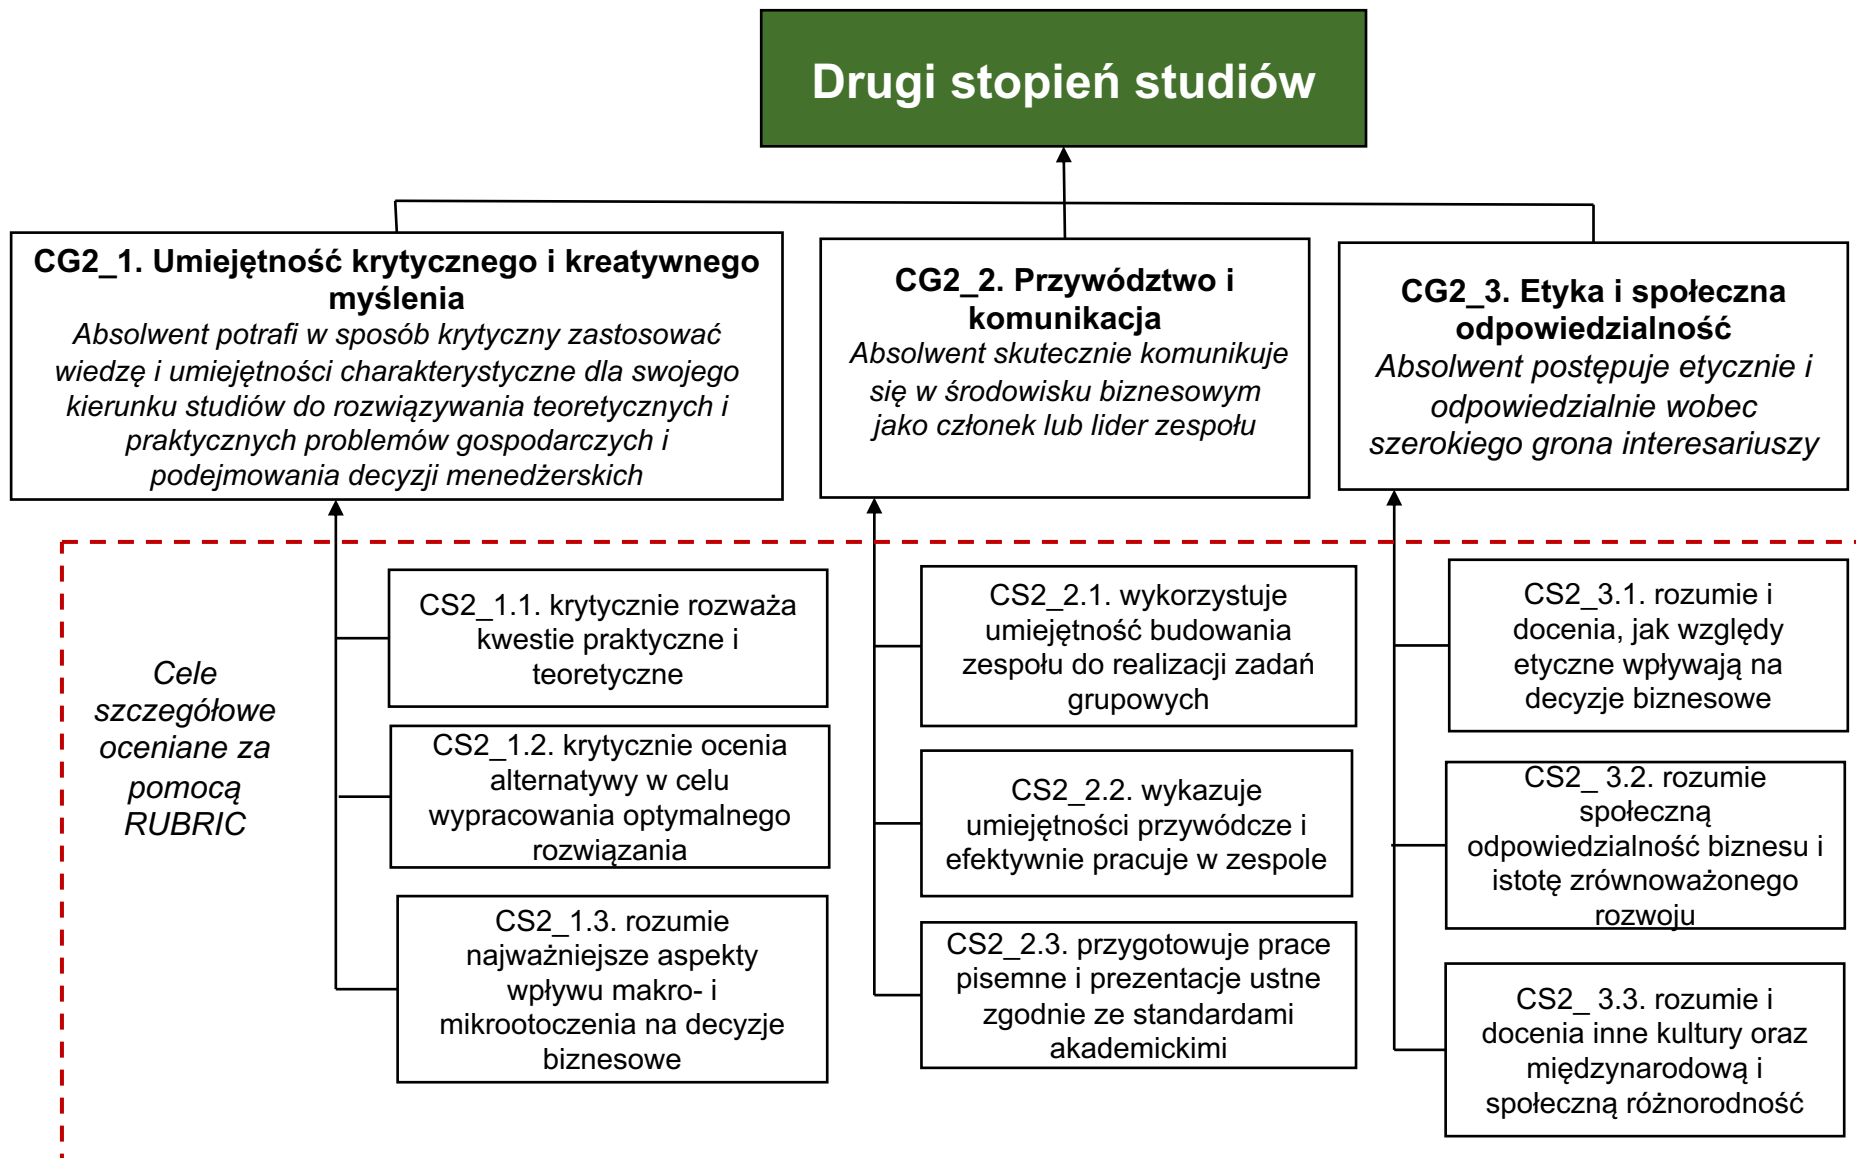 Drugi stopień studiów
CG2_1. Umiejętność krytycznego i kreatywnego
myślenia
Absolwent potrafi w sposób krytyczny zastosować
wiedzę i umiejętności charakterystyczne dla swojego
kierunku studiów do rozwiązywania teoretycznych i
praktycznych problemów gospodarczych i
podejmowania decyzji menedżerskich
CG2_2. Przywództwo i
komunikacja
Absolwent skutecznie komunikuje
się w środowisku biznesowym
jako członek lub lider zespołu
CG2_3. Etyka i społeczna
odpowiedzialność
Absolwent postępuje etycznie i
odpowiedzialnie wobec
szerokiego grona interesariuszy
Cele
szczegółowe
oceniane za
pomocą
RUBRIC
CS2_1.1. krytycznie rozważa
kwestie praktyczne i
teoretyczne
CS2_1.2. krytycznie ocenia
alternatywy w celu
wypracowania optymalnego
rozwiązania
CS2_1.3. rozumie
najważniejsze aspekty
wpływu makro- i
mikrootoczenia na decyzje
biznesowe
CS2_2.1. wykorzystuje
umiejętność budowania
zespołu do realizacji zadań
grupowych
CS2_2.2. wykazuje
umiejętności przywódcze i
efektywnie pracuje w zespole
CS2_2.3. przygotowuje prace
pisemne i prezentacje ustne
zgodnie ze standardami
akademickimi
CS2_3.1. rozumie i
docenia, jak względy
etyczne wpływają na
decyzje biznesowe
CS2_ 3.2. rozumie
społeczną
odpowiedzialność biznesu i
istotę zrównoważonego
rozwoju
CS2_ 3.3. rozumie i
docenia inne kultury oraz
międzynarodową i
społeczną różnorodność